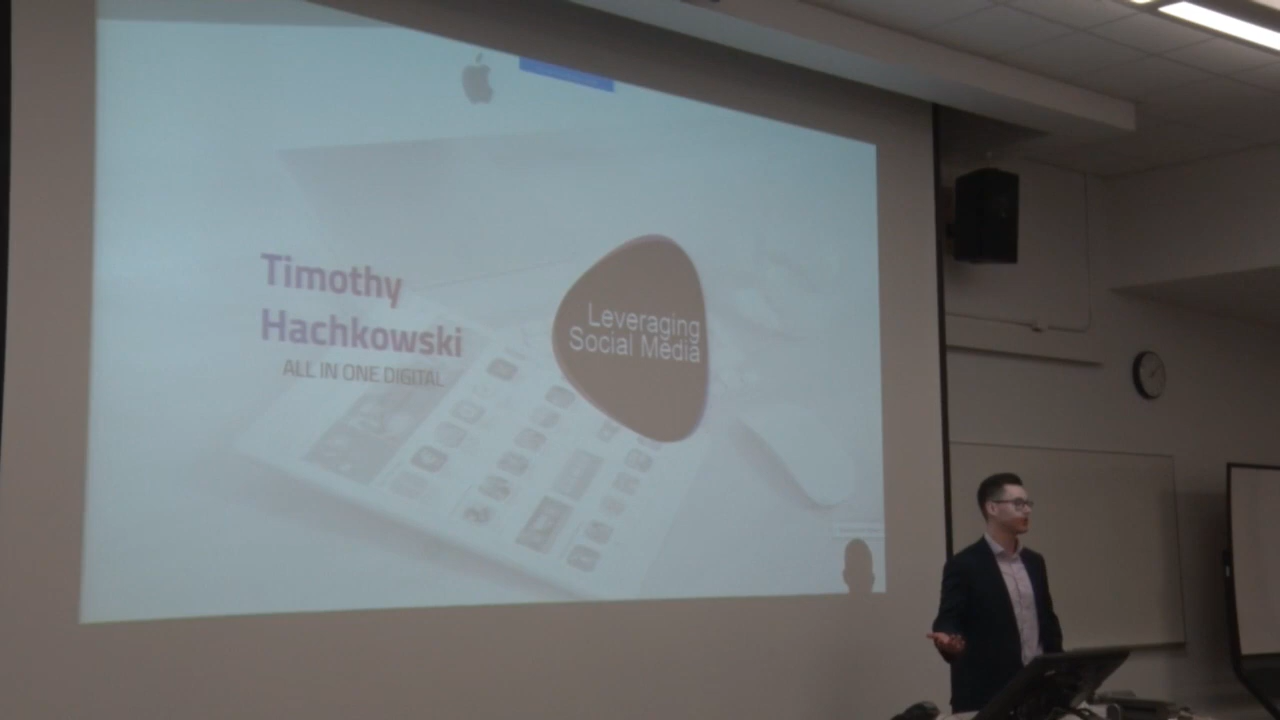 Timothy
Hachkowski
ALL IN ONE DIGITAL
Leveraging
Social Media